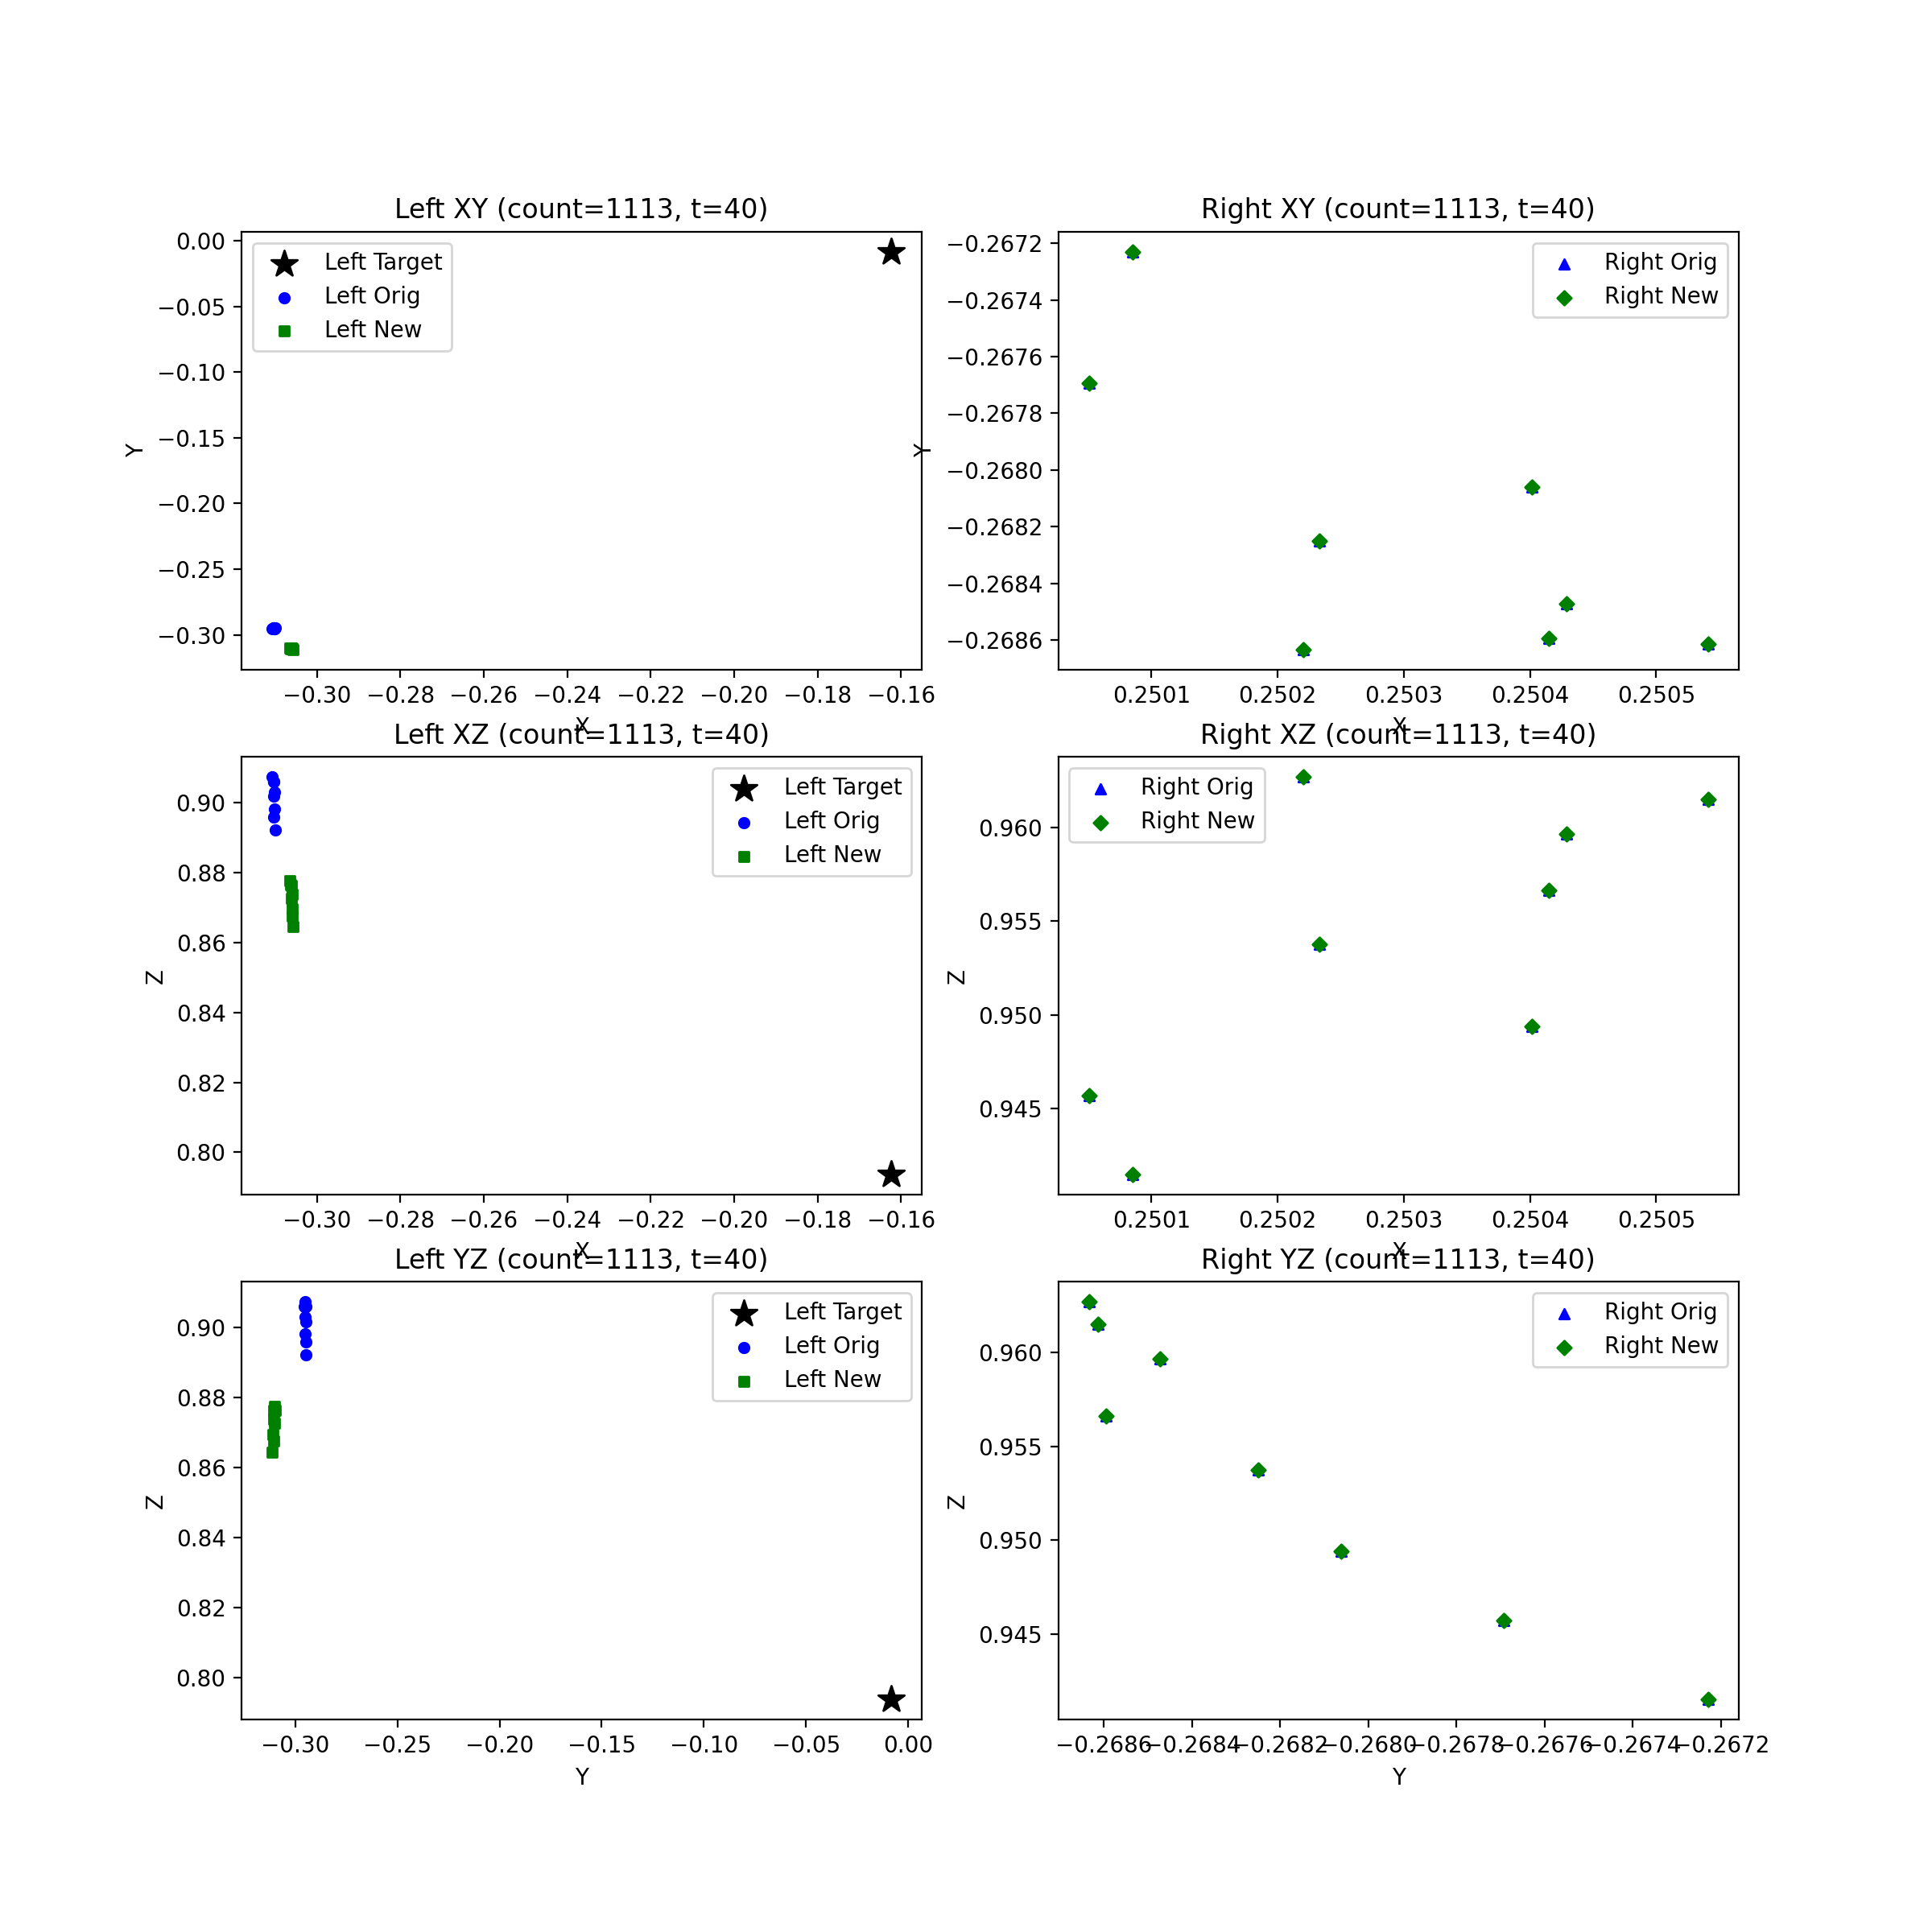 Left XY (count=1113, t=40)
0.00
−0.05
−0.10
−0.15
−0.20
−0.25
−0.30
Y
Left Target
Left Orig
Left New
−0.30
−0.28
−0.26
−0.24
−0.22
−0.20
−0.18
−0.16
X
Right XY (count=1113, t=40)
−0.2672
−0.2674
−0.2676
−0.2678
−0.2680
−0.2682
−0.2684
−0.2686
Y
Right Orig
Right New
0.2501
0.2502
0.2503
0.2504
0.2505
X
Left XZ (count=1113, t=40)
0.90
0.88
0.86
0.84
0.82
0.80
Z
Left Target
Left Orig
Left New
−0.30
−0.28
−0.26
−0.24
−0.22
−0.20
−0.18
−0.16
X
Right XZ (count=1113, t=40)
0.960
0.955
0.950
0.945
Z
Right Orig
Right New
0.2501
0.2502
0.2503
0.2504
0.2505
X
Left YZ (count=1113, t=40)
0.90
0.88
0.86
0.84
0.82
0.80
Z
Left Target
Left Orig
Left New
−0.30
−0.25
−0.20
−0.15
−0.10
−0.05
0.00
Y
Right YZ (count=1113, t=40)
0.960
0.955
0.950
0.945
Z
Right Orig
Right New
−0.2686
−0.2684
−0.2682
−0.2680
−0.2678
−0.2676
−0.2674
−0.2672
Y